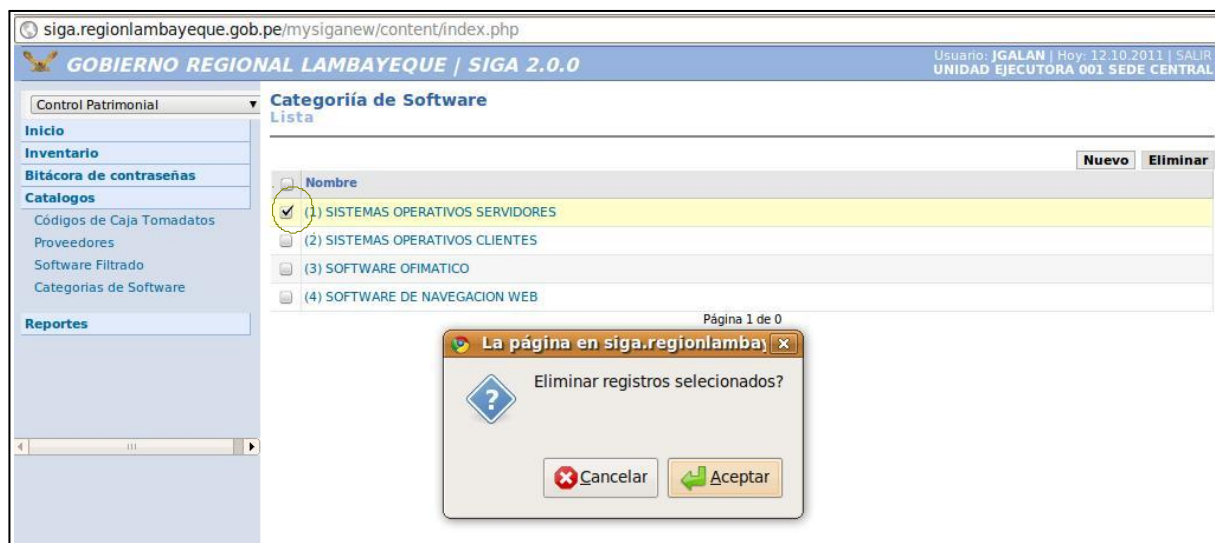 siga.regionlambayeque.gob.pe/mysiganew/content/index.php
GOBIERNO REGIONAL LAMBAYEQUE | SIGA 2.0.0
Usuario: JGALAN | Hoy: 12.10.2011 | SALIR
UNIDAD EJECUTORA 001 SEDE CENTRAL
Control Patrimonial
Inicio
Inventario
Bitácora de contraseñas
Catalogos
Códigos de Caja Tomadatos
Proveedores
Software Filtrado
Categorias de Software
Reportes
Categoriía de Software
Lista
Nuevo Eliminar
Nombre
(1) SISTEMAS OPERATIVOS SERVIDORES
(2) SISTEMAS OPERATIVOS CLIENTES
(3) SOFTWARE OFIMATICO
(4) SOFTWARE DE NAVEGACION WEB
Página 1 de 0
La página en siga.regionlambay
Eliminar registros selecionados?
Cancelar Aceptar